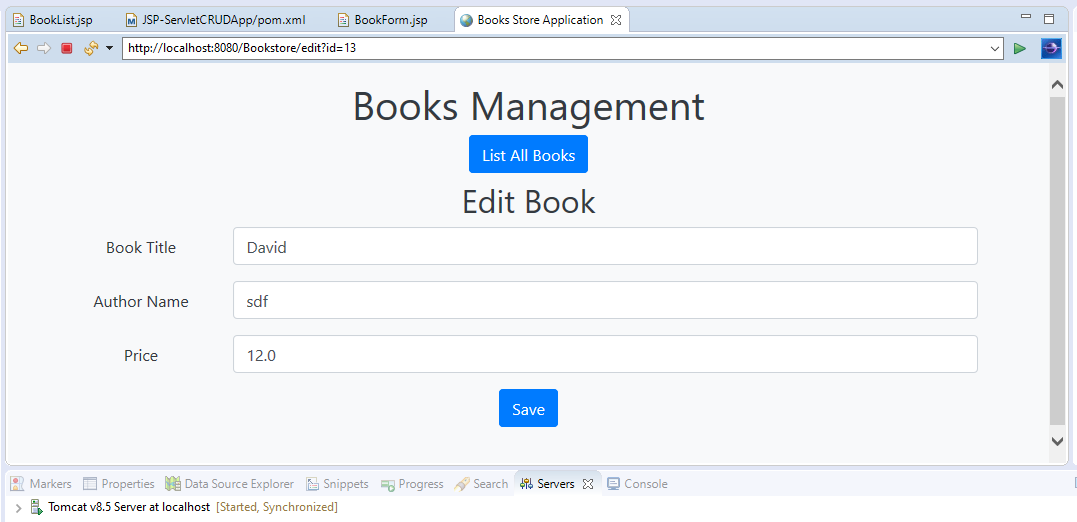 BookList.jsp JSP-ServletCRUDApp/pom.xml BookForm.jsp Books Store Application
http://localhost:8080/Bookstore/edit?id=13
Books Management
List All Books
Edit Book
Book Title David
Author Name sdf
Price 12.0
Save
Markers Properties Data Source Explorer Snippets Progress Search Servers Console
Tomcat v8.5 Server at localhost [Started, Synchronized]